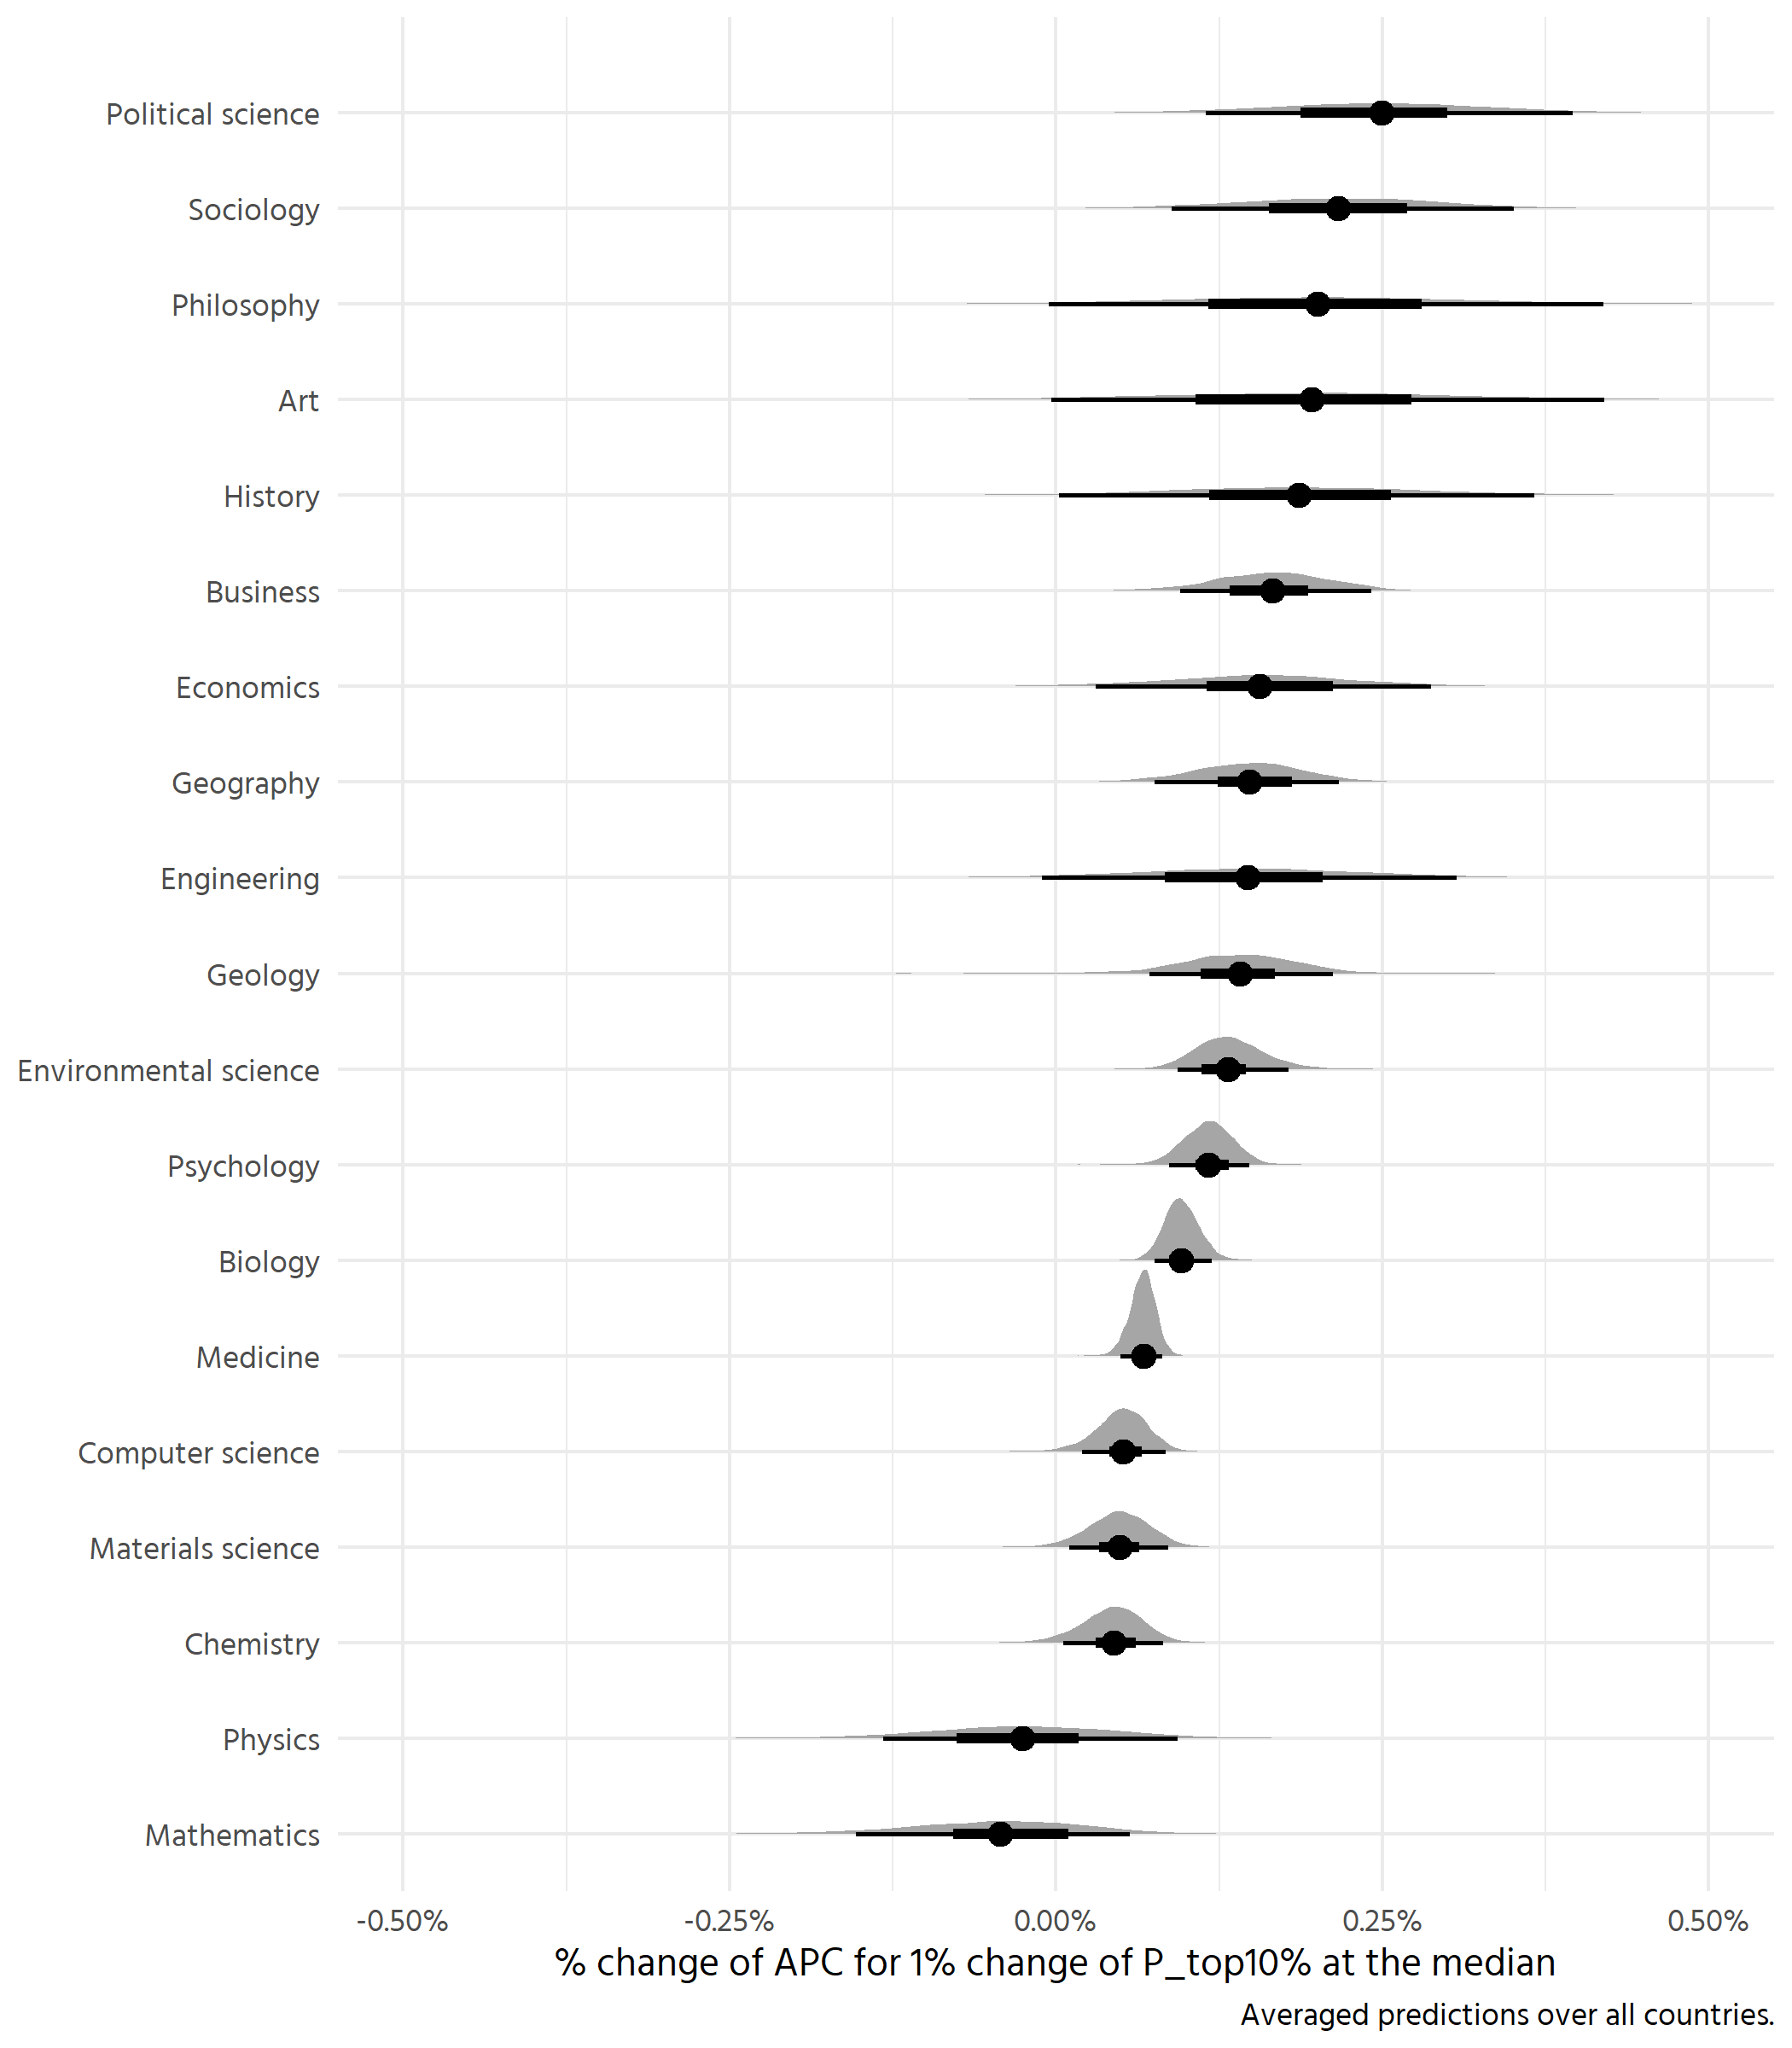 Political science
Sociology
Philosophy
Art
History
Business
Economics
Geography
Engineering
Geology
Environmental science
Psychology
Biology
Medicine
Computer science
Materials science
Chemistry
Physics
Mathematics
-0.50% -0.25% 0.00% 0.25% 0.50%
% change of APC for 1% change of P_top10% at the median
Averaged predictions over all countries.